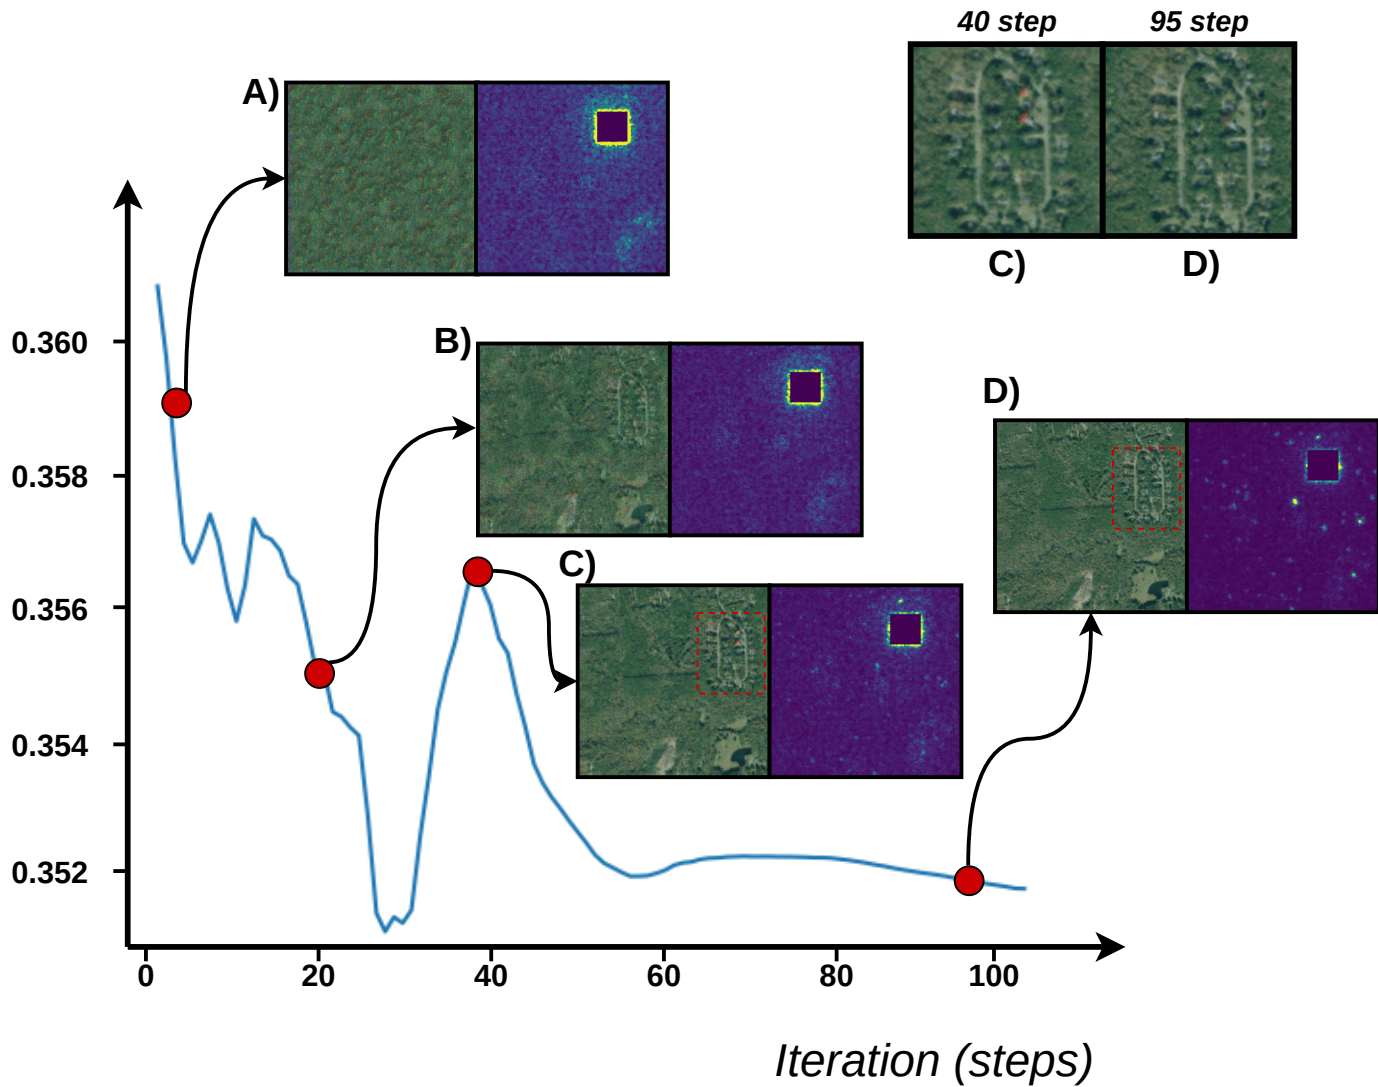 40 step 95 step
A)
C) D)
0.360
B)
D)
0.358
C)
0.356
0.354
0.352
0 20 40 60 80 100
Iteration (steps)